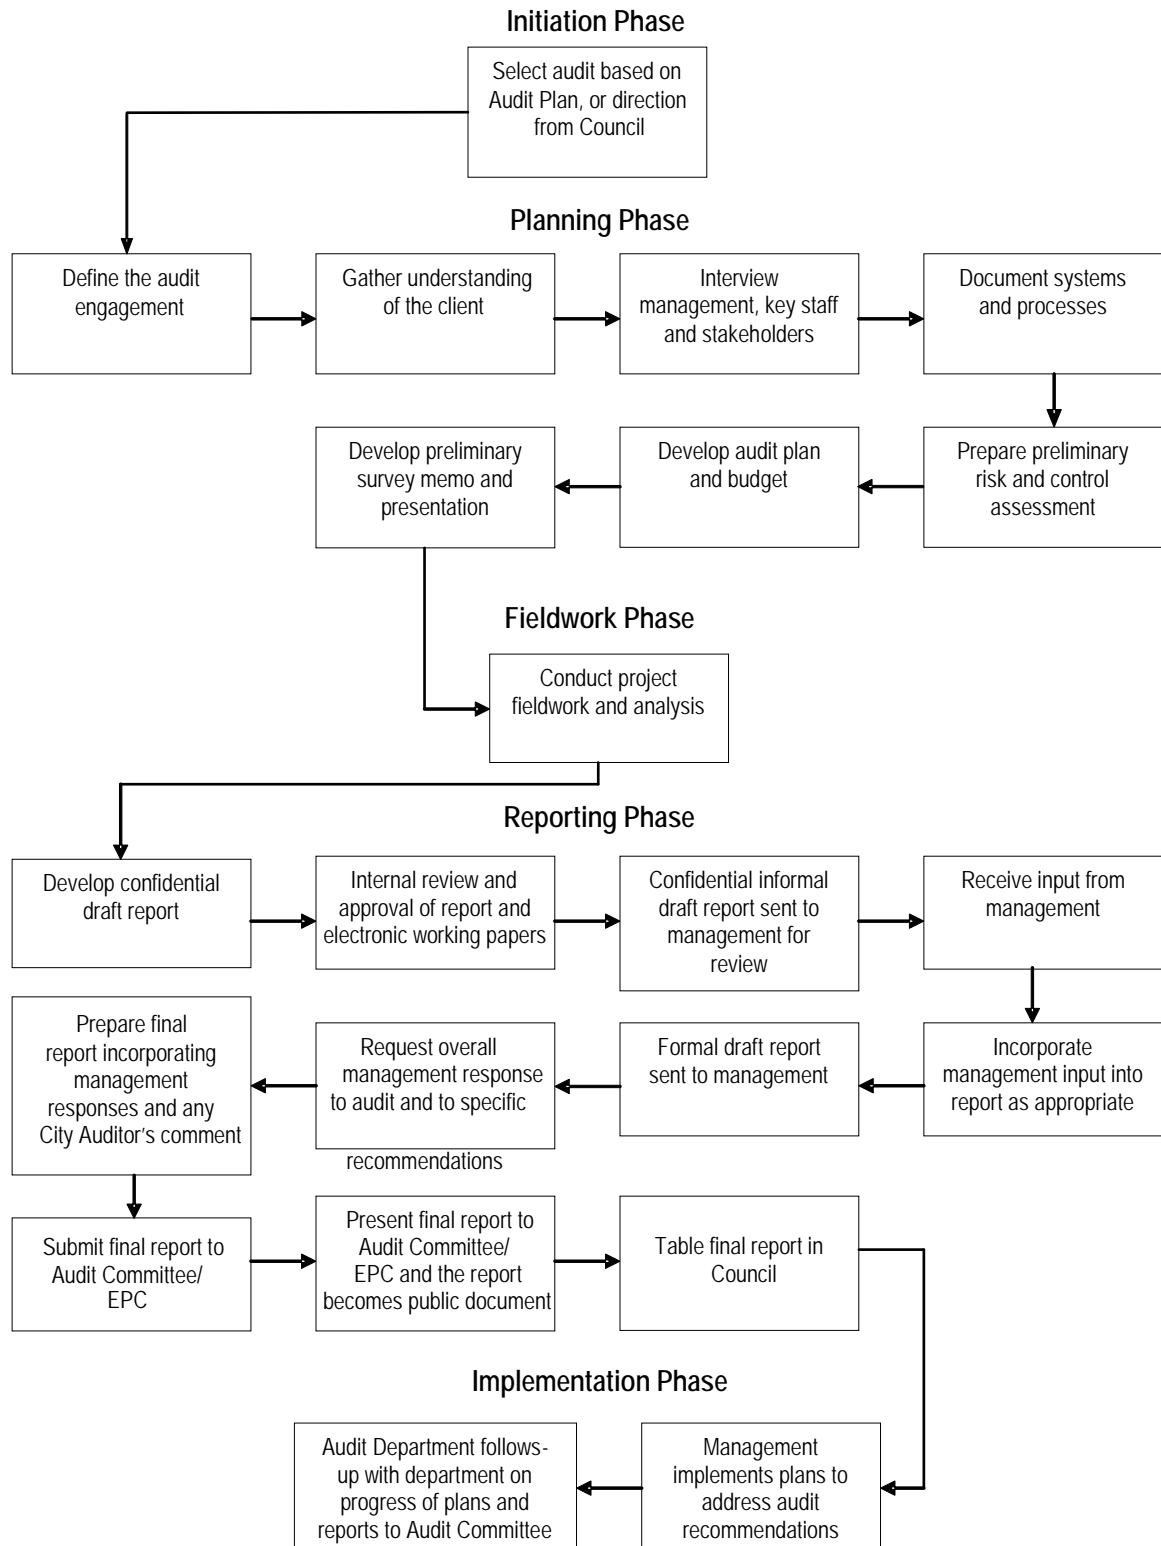 Initiation Phase
Select audit based on
Audit Plan, or direction
from Council
Planning Phase
Define the audit
engagement
Gather understanding
of the client
Interview
management, key staff
and stakeholders
Document systems
and processes
Develop preliminary
survey memo and
presentation
Develop audit plan
and budget
Prepare preliminary
risk and control
assessment
Fieldwork Phase
Conduct project
fieldwork and analysis
Reporting Phase
Develop confidential
draft report
Internal review and
approval of report and
electronic working papers
Confidential informal
draft report sent to
management for
review
Receive input from
management
Prepare final
report incorporating
management
responses and any
City Auditor's comment
Request overall
management response
to audit and to specific
recommendations
Formal draft report
sent to management
Incorporate
management input into
report as appropriate
Submit final report to
Audit Committee/
EPC
Present final report to
Audit Committee/
EPC and the report
becomes public document
Table final report in
Council
Implementation Phase
Audit Department follows-
up with department on
progress of plans and
reports to Audit Committee
Management
implements plans to
address audit
recommendations